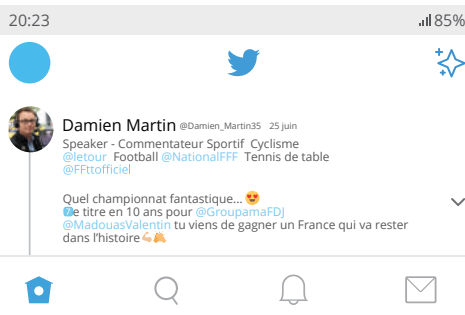 20:23 85%
Damien Martin @Damien_Martin35 25 juin
Speaker - Commentateur Sportif Cyclisme
@letour Football @NationalFFF Tennis de table
@FFttofficiel
Quel championnat fantastique... 😍
7e titre en 10 ans pour @GroupamaFDJ
@MadouasValentin tu viens de gagner un France qui va rester
dans l'histoire💪🏼👏🏼